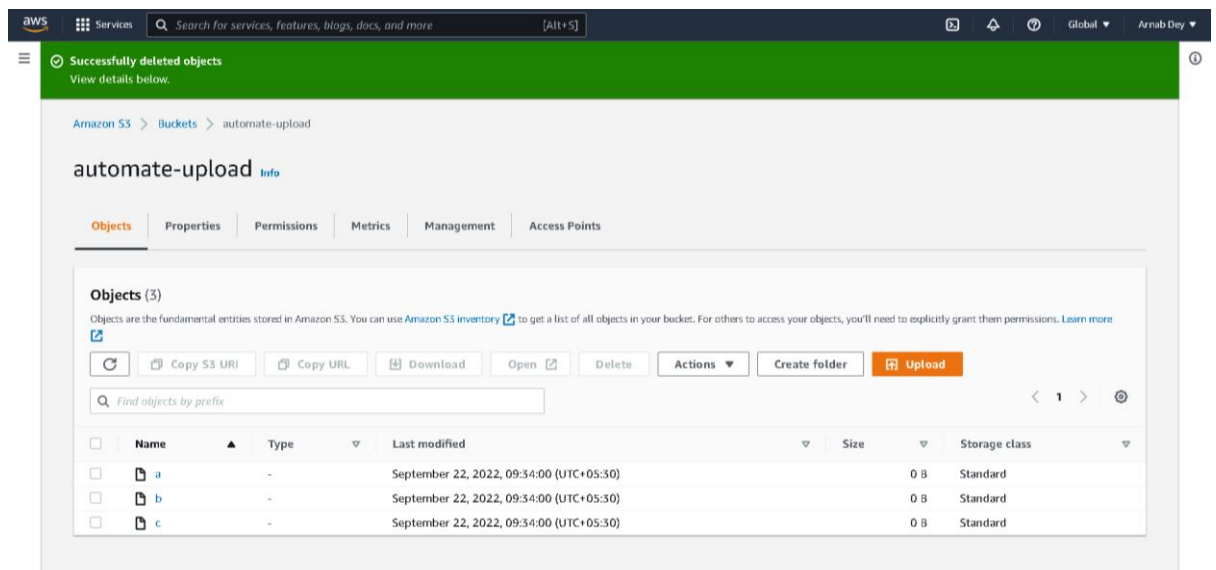 aws Services Search for services, features, blogs, docs, and more [Alt+S] Global Arnab Dey
Successfully deleted objects
View details below.
Amazon S3 > Buckets > automate-upload
automate-upload Info
Objects Properties Permissions Metrics Management Access Points
Objects (3)
Objects are the fundamental entities stored in Amazon S3. You can use Amazon S3 inventory to get a list of all objects in your bucket. For others to access your objects, you'll need to explicitly grant them permissions. Learn more
Copy S3 URI Copy URL Download Open Delete Actions Create folder Upload
Find objects by prefix < 1 >
Name Type Last modified Size Storage class
a - September 22, 2022, 09:34:00 (UTC+05:30) 0 B Standard
b - September 22, 2022, 09:34:00 (UTC+05:30) 0 B Standard
c - September 22, 2022, 09:34:00 (UTC+05:30) 0 B Standard